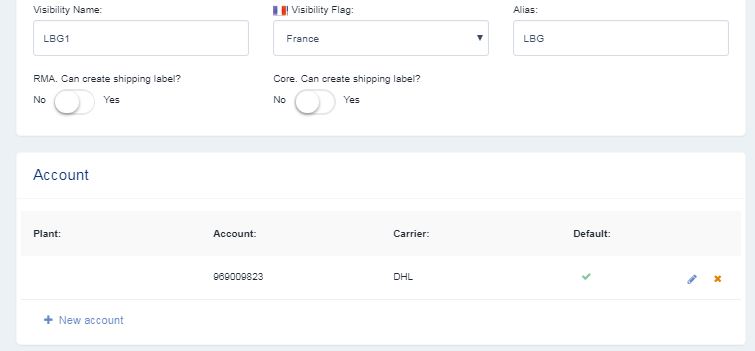 Visibility Name: Visibility Flag: Alias:
LBG1 France LBG
RMA. Can create shipping label? Core. Can create shipping label?
No Yes No Yes
Account
Plant: Account: Carrier: Default:
969009823 DHL
New account